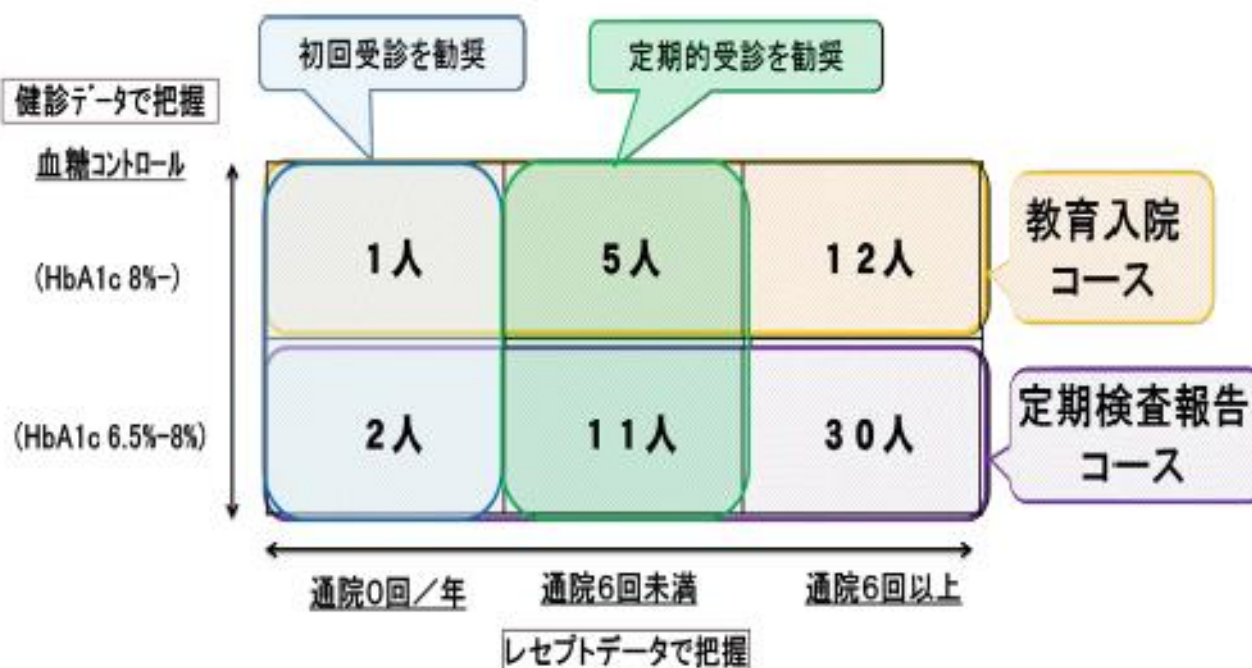 初回受診を勧奨
定期的受診を勧奨
健診データで把握
血糖コントロール
(HbA1c 8%-)
1人
5人
12人
教育入院
コース
(HbA1c 6.5%-8%)
2人
11人
30人
定期検査報告
コース
通院0回/年
通院6回未満
通院6回以上
レセプトデータで把握